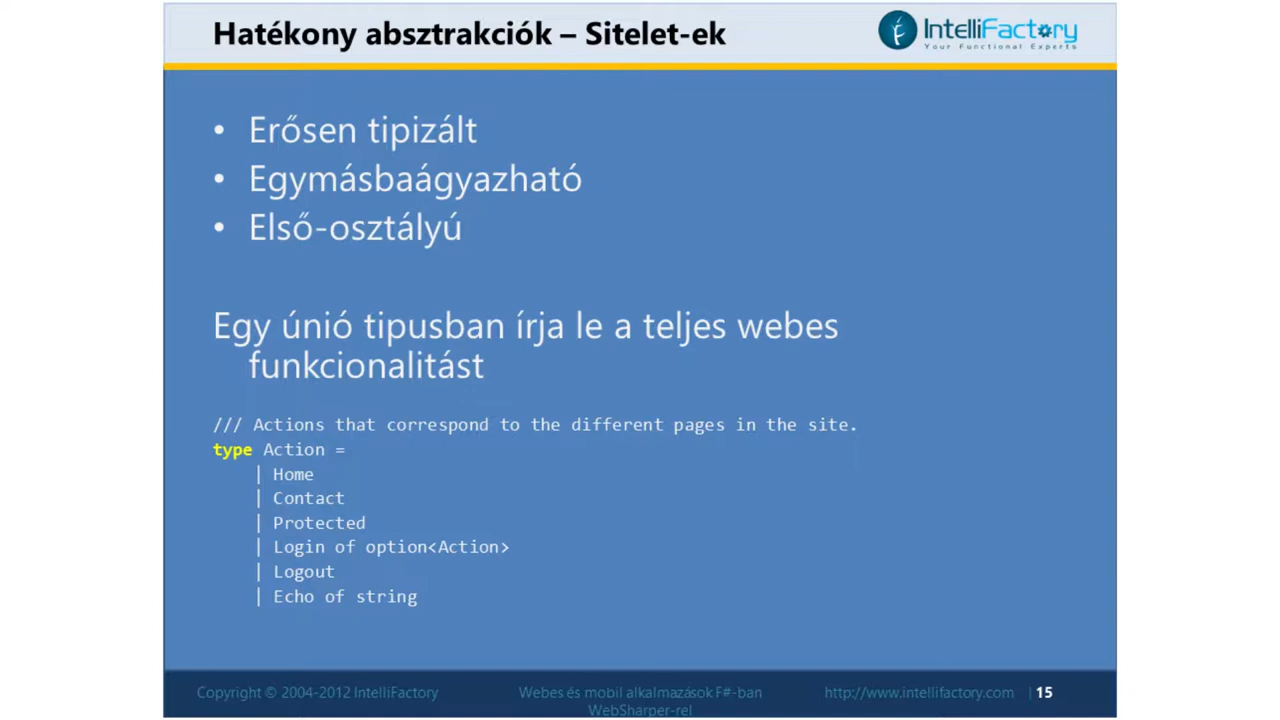 Hatékony absztrakciók – Sitelet-ek
IntelliFactory
Your Functional Experts
• Erősen tipizált
• Egymásbaágyazható
• Első-osztályú
Egy únió tipusban írja le a teljes webes
funkcionalitást
/// Actions that correspond to the different pages in the site.
type Action =
| Home
| Contact
| Protected
| Login of option<Action>
| Logout
| Echo of string
Copyright © 2004-2012 IntelliFactory
Webes és mobil alkalmazások F#-ban
WebSharper-rel
http://www.intellifactory.com | 15